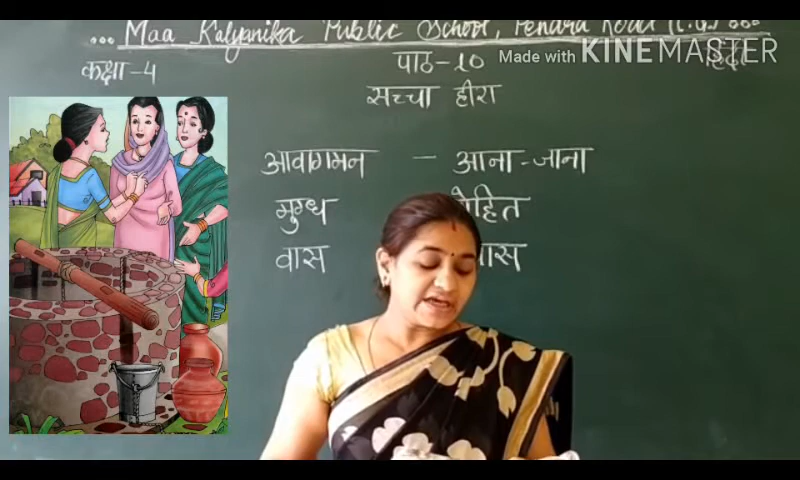 ... Maa Kalyanika Public School, Pendra Road (C.G.) ...
Made with KINEMASTER
कक्षा-4 पाठ-10 हिंदी
सच्चा हीरा
आवागमन - आना-जाना
मुग्ध
वास